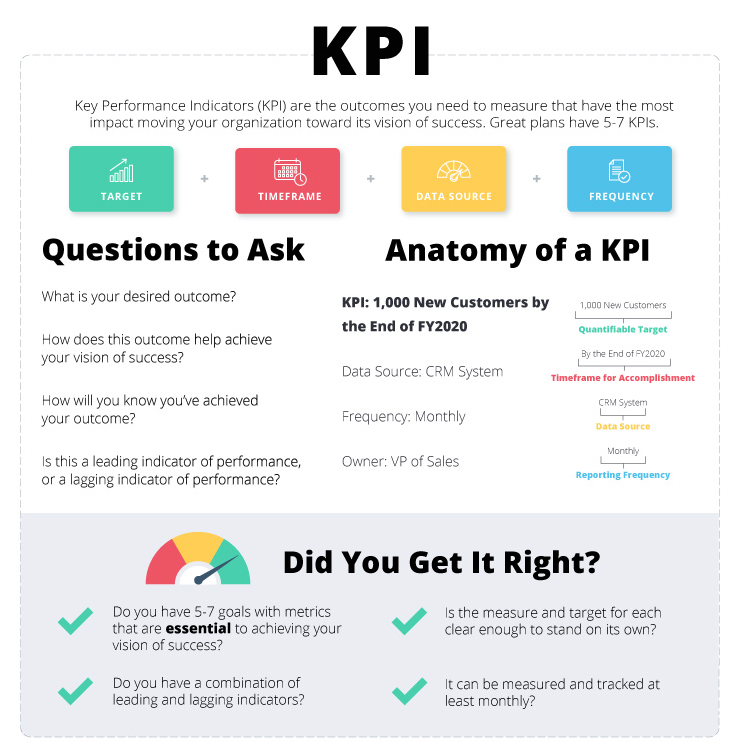 KPI
Key Performance Indicators (KPI) are the outcomes you need to measure that have the most
impact moving your organization toward its vision of success. Great plans have 5-7 KPIs.
TARGET
+
TIMEFRAME
+
DATA SOURCE
+
FREQUENCY
Questions to Ask
What is your desired outcome?
How does this outcome help achieve
your vision of success?
How will you know you've achieved
your outcome?
Is this a leading indicator of performance,
or a lagging indicator of performance?
Anatomy of a KPI
KPI: 1,000 New Customers by
the End of FY2020
Data Source: CRM System
Frequency: Monthly
Owner: VP of Sales
1,000 New Customers
Quantifiable Target
By the End of FY2020
Timeframe for Accomplishment
CRM System
Data Source
Monthly
Reporting Frequency
Did You Get It Right?
Do you have 5-7 goals with metrics
that are essential to achieving your
vision of success?
Is the measure and target for each
clear enough to stand on its own?
Do you have a combination of
leading and lagging indicators?
It can be measured and tracked at
least monthly?